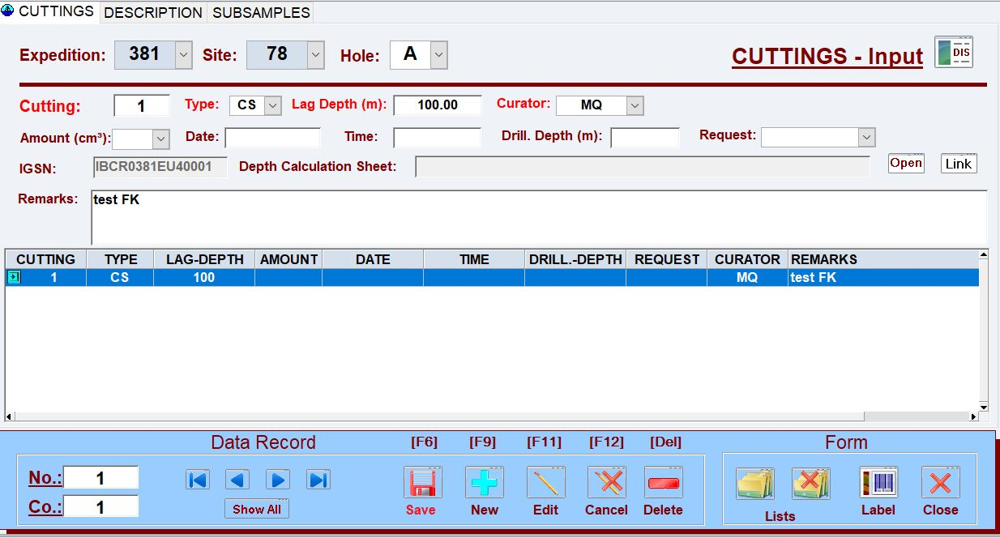 CUTTINGS DESCRIPTION SUBSAMPLES
Expedition: 381 Site: 78 Hole: A CUTTINGS - Input DIS
Cutting: 1 Type: CS Lag Depth (m): 100.00 Curator: MQ
Amount (cm³): Date: Time: Drill. Depth (m): Request:
IGSN: IBCR0381EU40001 Depth Calculation Sheet: Open Link
Remarks: test FK
CUTTING TYPE LAG-DEPTH AMOUNT DATE TIME DRILL.-DEPTH REQUEST CURATOR REMARKS
1 CS 100 MQ test FK
Data Record [F6] [F9] [F11] [F12] [Del] Form
No.: 1
Co.: 1 Show All Save New Edit Cancel Delete Lists Label Close